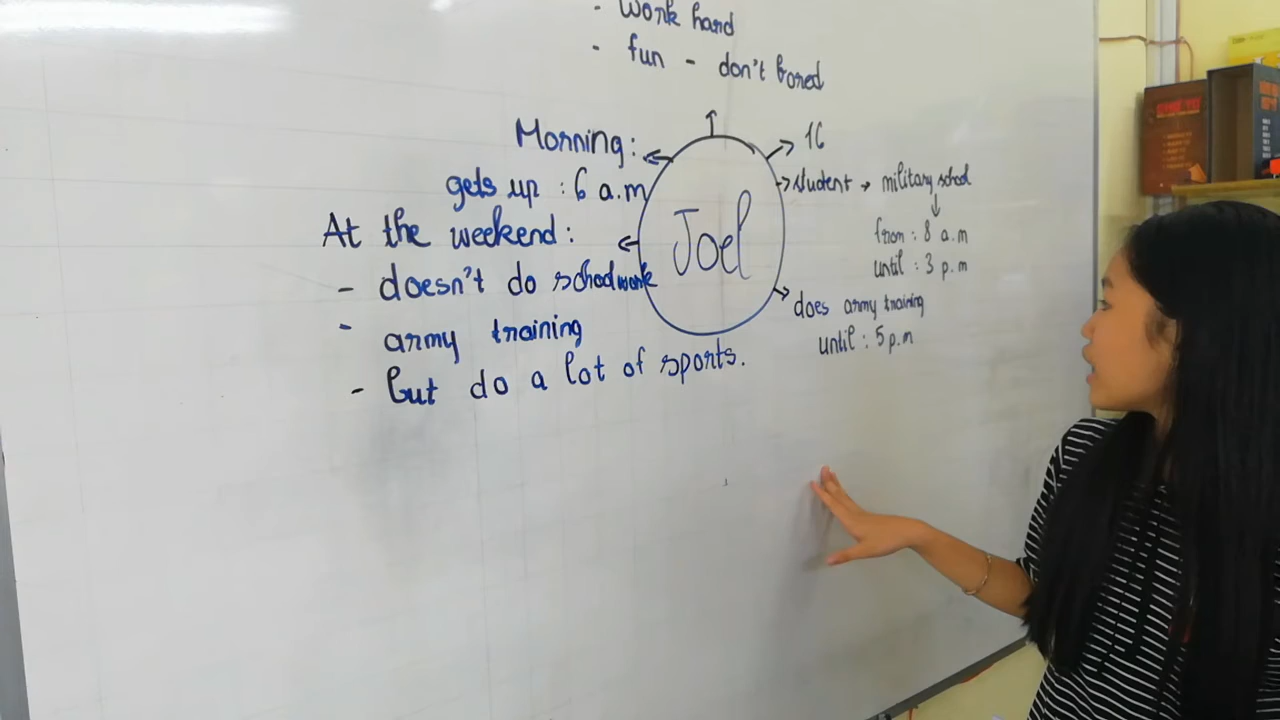 - work hard
- fun - don't bored
Morning:
gets up : 6 a.m
At the weekend :
- doesn't do schoolwork
- army training
- but do a lot of sports.
Joel
16
student → military school
from : 8 a.m
until : 3 p.m
does army training
until : 5 p.m